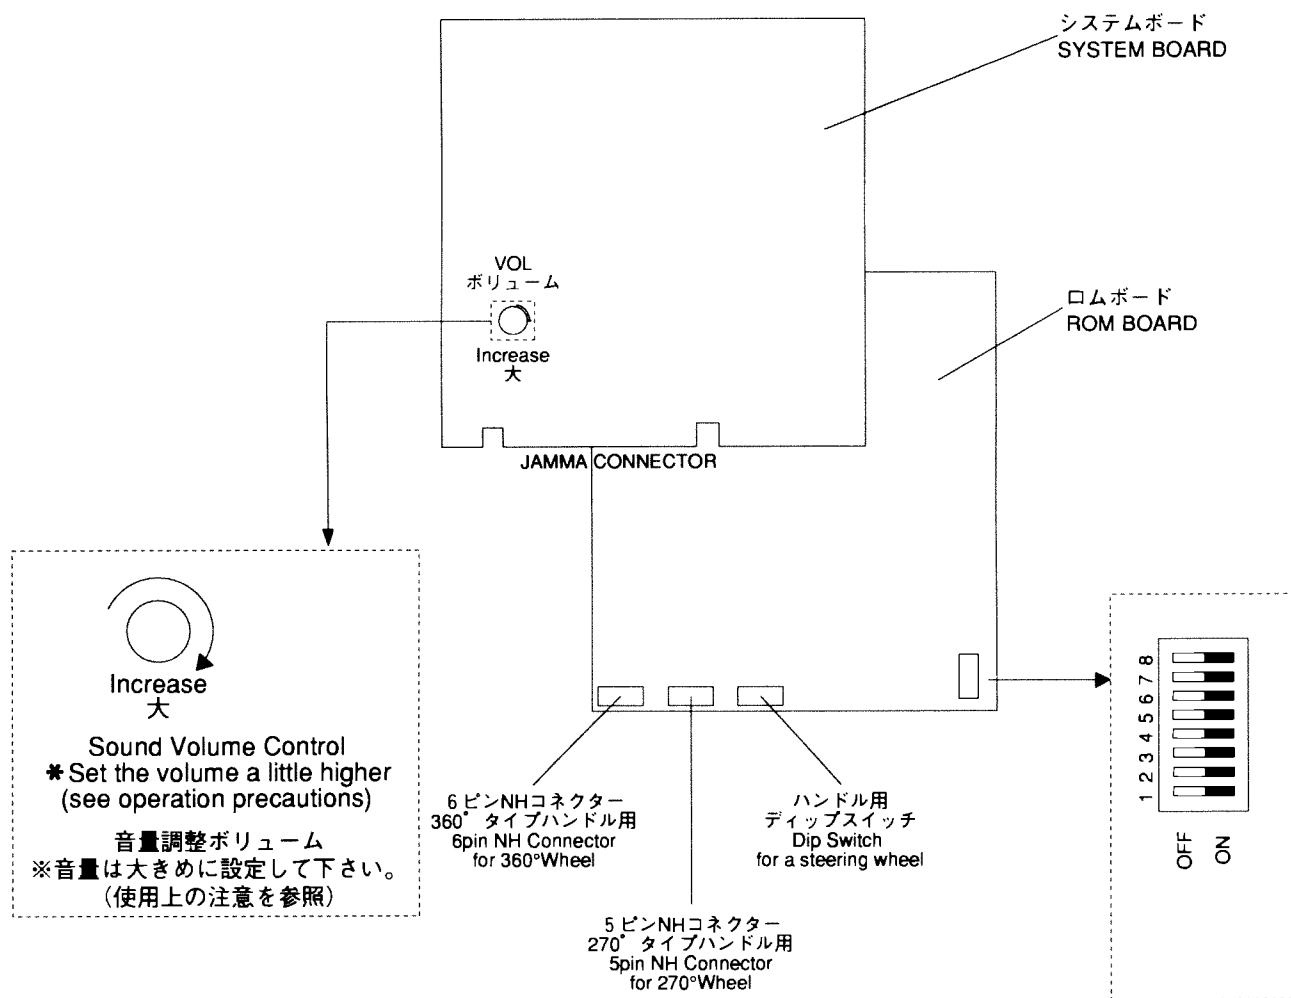 システムボード
SYSTEM BOARD
VOL
ボリューム
Increase
大
ロムボード
ROM BOARD
JAMMA CONNECTOR
Increase
大
Sound Volume Control
*Set the volume a little higher
(see operation precautions)
音量調整ボリューム
※音量は大きめに設定して下さい。
(使用上の注意を参照)
6ピンNHコネクター
360°タイプハンドル用
6pin NH Connector
for 360°Wheel
5ピンNHコネクター
270°タイプハンドル用
5pin NH Connector
for 270°Wheel
ハンドル用
ディップスイッチ
Dip Switch
for a steering wheel
1 2 3 4 5 6 7 8
OFF
ON